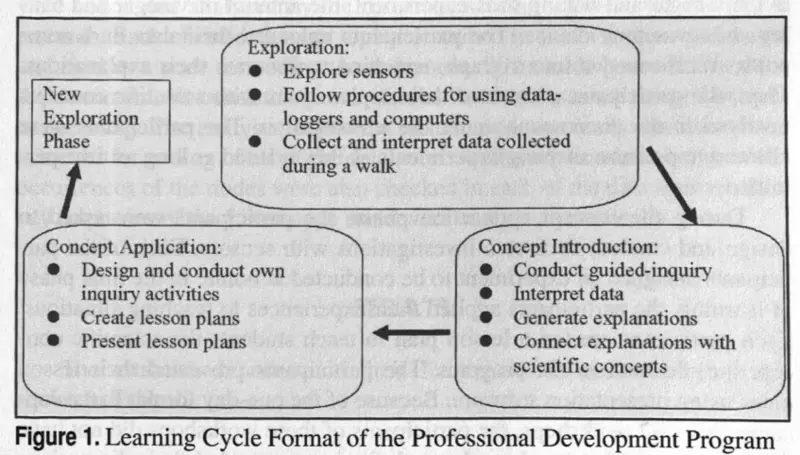 Exploration:
● Explore sensors
● Follow procedures for using data-
loggers and computers
● Collect and interpret data collected
during a walk
New
Exploration
Phase
Concept Application:
● Design and conduct own
inquiry activities
● Create lesson plans
● Present lesson plans
Concept Introduction:
● Conduct guided-inquiry
● Interpret data
● Generate explanations
● Connect explanations with
scientific concepts
Figure 1. Learning Cycle Format of the Professional Development Program